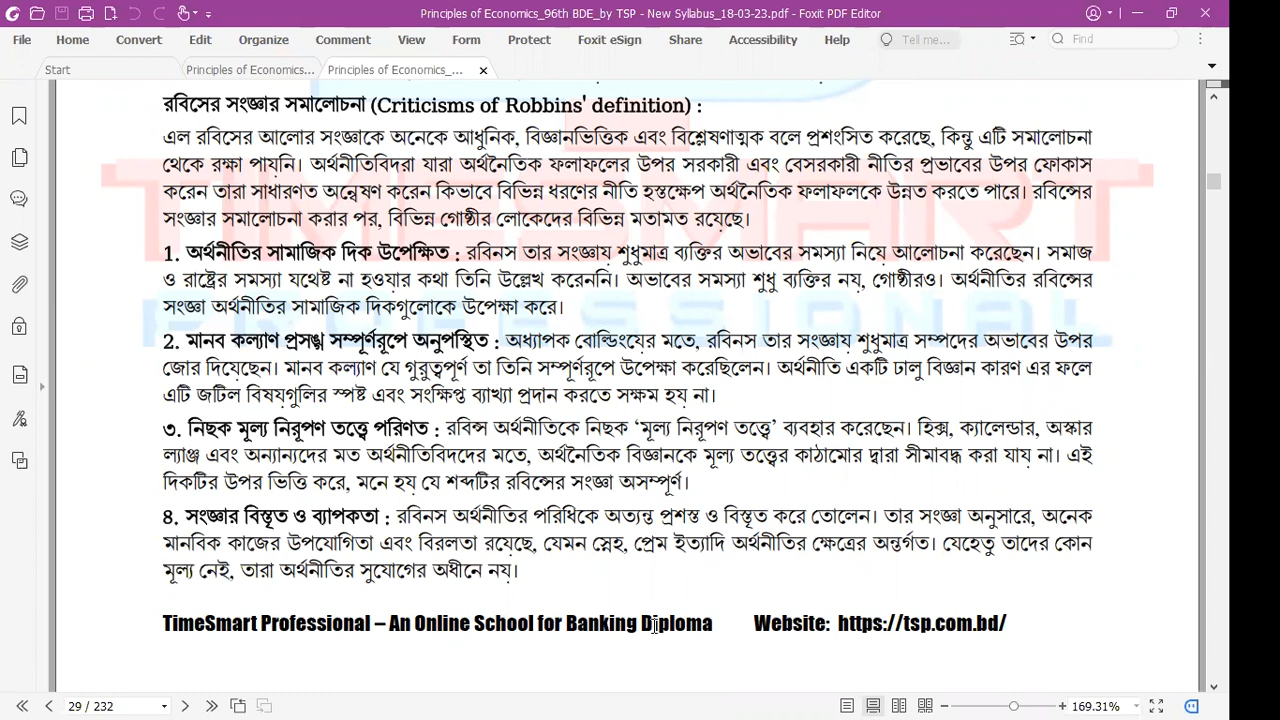 Principles of Economics_96th BDE_by TSP - New Syllabus_18-03-23.pdf - Foxit PDF Editor
File Home Convert Edit Organize Comment View Form Protect Foxit eSign Share Accessibility Help Tell me... Find
Start Principles of Economics... Principles of Economics_...
রবিসের সংজ্ঞার সমালোচনা (Criticisms of Robbins' definition) :
এল রবিসের আলোর সংজ্ঞাকে অনেকে আধুনিক, বিজ্ঞানভিত্তিক এবং বিশ্লেষণাত্মক বলে প্রশংসিত করেছে, কিন্তু এটি সমালোচনা
থেকে রক্ষা পায়নি। অর্থনীতিবিদরা যারা অর্থনৈতিক ফলাফলের উপর সরকারী এবং বেসরকারী নীতির প্রভাবের উপর ফোকাস
করেন তারা সাধারণত অন্বেষণ করেন কিভাবে বিভিন্ন ধরণের নীতি হস্তক্ষেপ অর্থনৈতিক ফলাফলকে উন্নত করতে পারে। রবিন্সের
সংজ্ঞার সমালোচনা করার পর, বিভিন্ন গোষ্ঠীর লোকেদের বিভিন্ন মতামত রয়েছে।
1. অর্থনীতির সামাজিক দিক উপেক্ষিত : রবিনস তার সংজ্ঞায় শুধুমাত্র ব্যক্তির অভাবের সমস্যা নিয়ে আলোচনা করেছেন। সমাজ
ও রাষ্ট্রের সমস্যা যথেষ্ট না হওয়ার কথা তিনি উল্লেখ করেননি। অভাবের সমস্যা শুধু ব্যক্তির নয়, গোষ্ঠীরও। অর্থনীতির রবিন্সের
সংজ্ঞা অর্থনীতির সামাজিক দিকগুলোকে উপেক্ষা করে।
2. মানব কল্যাণ প্রসঙ্গ সম্পূর্ণরূপে অনুপস্থিত : অধ্যাপক বোল্ডিংয়ের মতে, রবিনস তার সংজ্ঞায় শুধুমাত্র সম্পদের অভাবের উপর
জোর দিয়েছেন। মানব কল্যাণ যে গুরুত্বপূর্ণ তা তিনি সম্পূর্ণরূপে উপেক্ষা করেছিলেন। অর্থনীতি একটি ঢালু বিজ্ঞান কারণ এর ফলে
এটি জটিল বিষয়গুলির স্পষ্ট এবং সংক্ষিপ্ত ব্যাখ্যা প্রদান করতে সক্ষম হয় না।
৩. নিছক মূল্য নিরূপণ তত্ত্বে পরিণত : রবিন্স অর্থনীতিকে নিছক ‘মূল্য নিরূপণ তত্ত্বে’ ব্যবহার করেছেন। হিক্স, ক্যালেন্ডার, অস্কার
ল্যাঞ্জ এবং অন্যান্যদের মত অর্থনীতিবিদদের মতে, অর্থনৈতিক বিজ্ঞানকে মূল্য তত্ত্বের কাঠামোর দ্বারা সীমাবদ্ধ করা যায় না। এই
দিকটির উপর ভিত্তি করে, মনে হয় যে শব্দটির রবিন্সের সংজ্ঞা অসম্পূর্ণ।
৪. সংজ্ঞার বিস্তৃত ও ব্যাপকতা : রবিনস অর্থনীতির পরিধিকে অত্যন্ত প্রশস্ত ও বিস্তৃত করে তোলেন। তার সংজ্ঞা অনুসারে, অনেক
মানবিক কাজের উপযোগিতা এবং বিরলতা রয়েছে, যেমন স্নেহ, প্রেম ইত্যাদি অর্থনীতির ক্ষেত্রের অন্তর্গত। যেহেতু তাদের কোন
মূল্য নেই, তারা অর্থনীতির সুযোগের অধীনে নয়।
TimeSmart Professional – An Online School for Banking Diploma Website: https://tsp.com.bd/
TIMESMART
PROFESSIONAL
29 / 232 169.31%